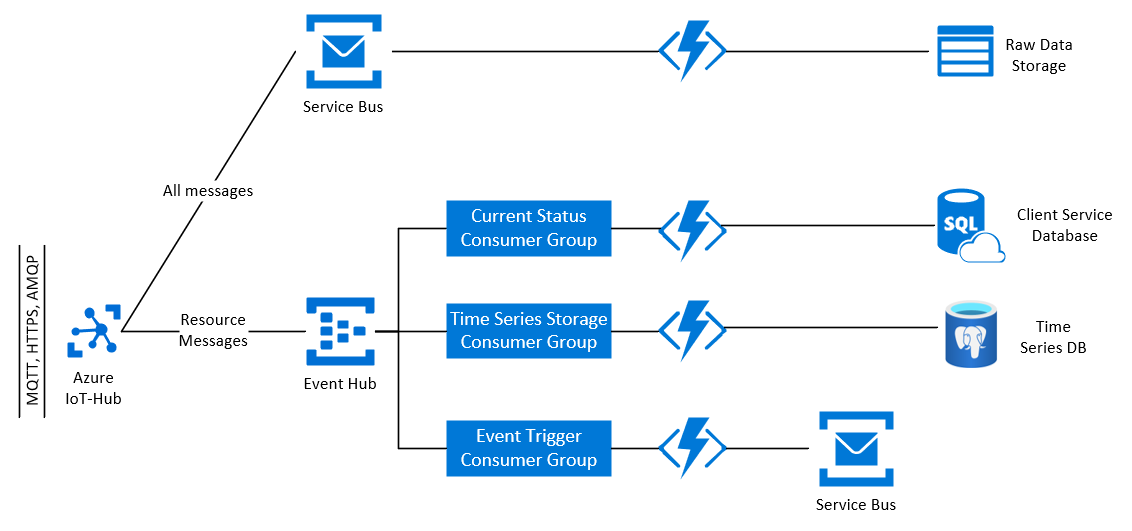 Service Bus
Raw Data
Storage
All messages
MQTT, HTTPS, AMQP
Azure
IoT-Hub
Resource
Messages
Event Hub
Current Status
Consumer Group
SQL
Client Service
Database
Time Series Storage
Consumer Group
Time
Series DB
Event Trigger
Consumer Group
Service Bus